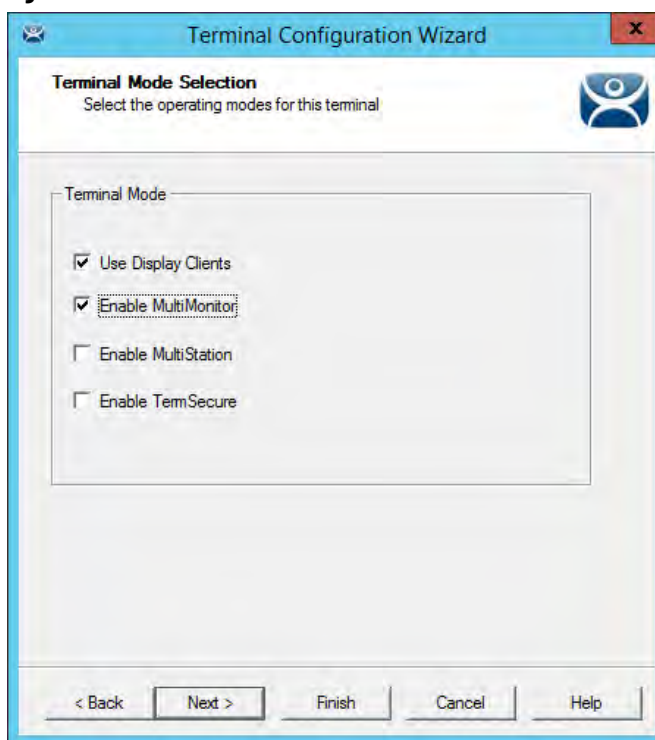 Terminal Configuration Wizard
x
Terminal Mode Selection
Select the operating modes for this terminal
Terminal Mode
Use Display Clients
Enable MultiMonitor
Enable MultiStation
Enable TermSecure
< Back Next > Finish Cancel Help